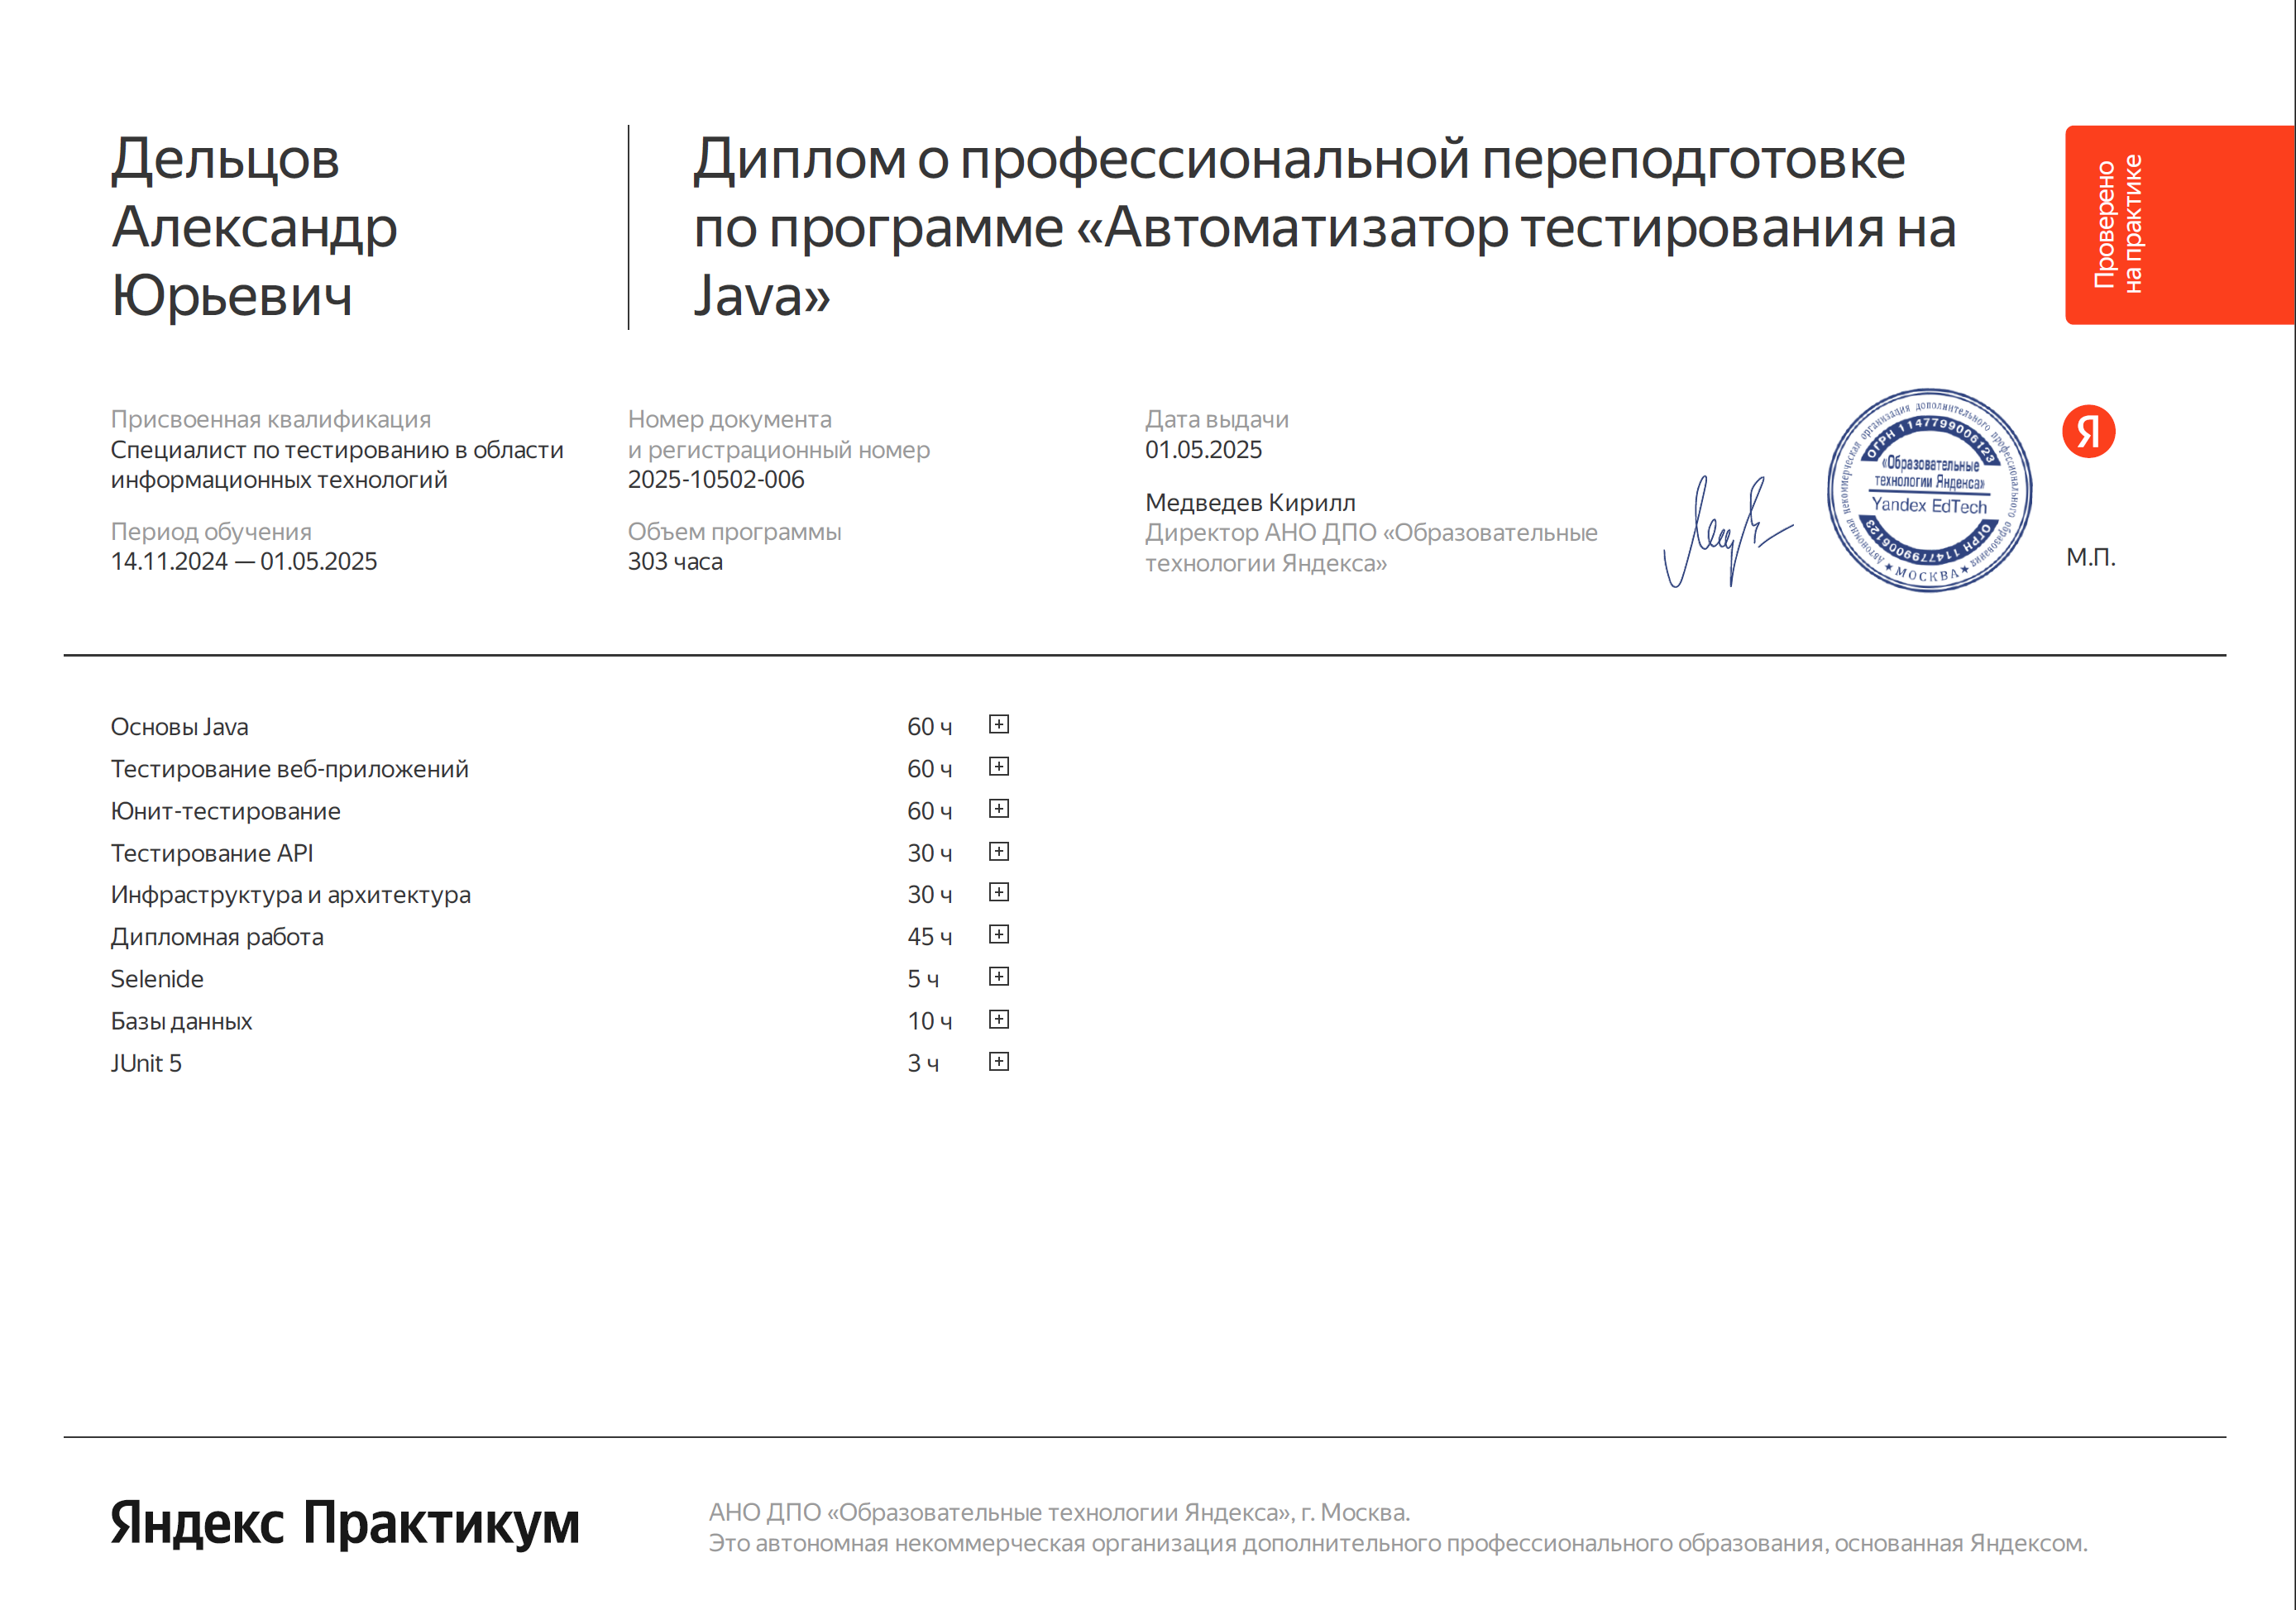 Дельцов
Александр
Юрьевич
Диплом о профессиональной переподготовке
по программе «Автоматизатор тестирования на
Java»
Проверено
на практике
Присвоенная квалификация
Специалист по тестированию в области
информационных технологий
Период обучения
14.11.2024 — 01.05.2025
Номер документа
и регистрационный номер
2025-10502-006
Объем программы
303 часа
Дата выдачи
01.05.2025
Медведев Кирилл
Директор АНО ДПО «Образовательные
технологии Яндекса»
Автономная некоммерческая организация дополнительного профессионального образования
ОГРН 1147799006123
«Образовательные
технологии Яндекса»
Yandex EdTech
ОГРН 1147799006123
★ МОСКВА ★
Я
М.П.
Основы Java 60 ч
Тестирование веб-приложений 60 ч
Юнит-тестирование 60 ч
Тестирование API 30 ч
Инфраструктура и архитектура 30 ч
Дипломная работа 45 ч
Selenide 5 ч
Базы данных 10 ч
JUnit 5 3 ч
Яндекс Практикум
АНО ДПО «Образовательные технологии Яндекса», г. Москва.
Это автономная некоммерческая организация дополнительного профессионального образования, основанная Яндексом.